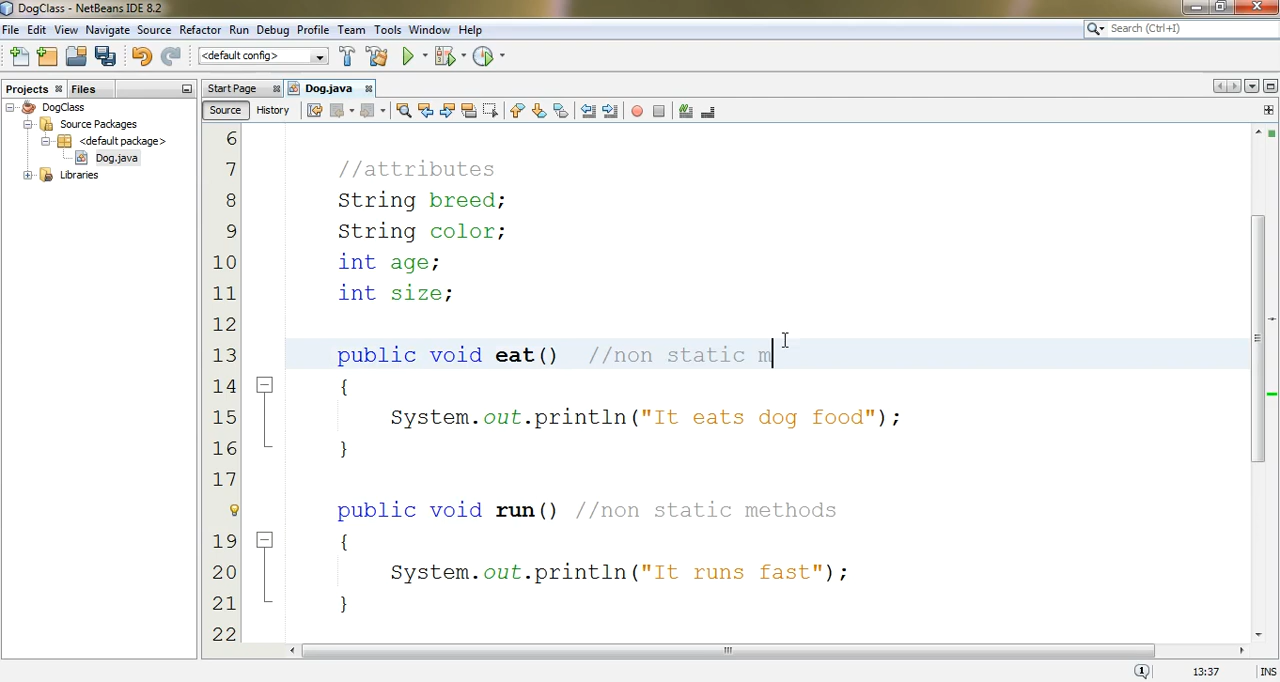 DogClass - NetBeans IDE 8.2
File Edit View Navigate Source Refactor Run Debug Profile Team Tools Window Help
Search (Ctrl+I)
<default config>
Projects Files
Start Page Dog.java
DogClass
Source History
Source Packages
<default package>
Dog.java
Libraries
6
7 //attributes
8 String breed;
9 String color;
10 int age;
11 int size;
12
13 public void eat()  //non static m
14 {
15 System.out.println("It eats dog food");
16 }
17
public void run() //non static methods
19 {
20 System.out.println("It runs fast");
21 }
22
13:37 INS